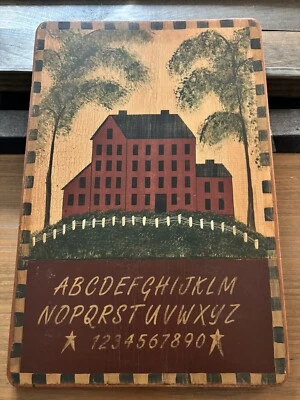 ABCDEFGHIJKLM
NOPQRSTUVWXYZ
1234567890